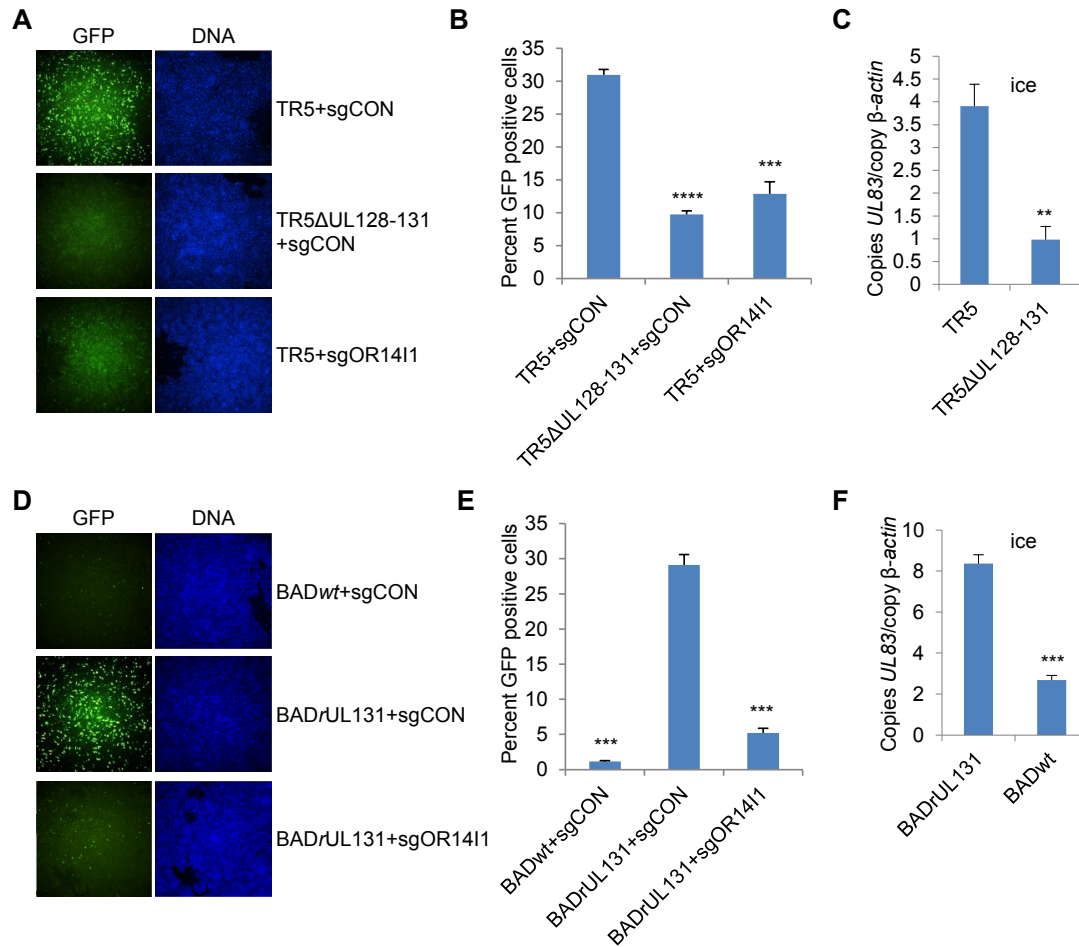 A
GFP
DNA
TR5+sgCON
TR5ΔUL128-131
+sgCON
TR5+sgOR14I1
B
Percent GFP positive cells
35
30
25
20
15
10
5
0
****
***
TR5+sgCON
TR5ΔUL128-131+sgCON
TR5+sgOR14I1
C
Copies UL83/copy β-actin
5
4.5
4
3.5
3
2.5
2
1.5
1
0.5
0
ice
**
TR5
TR5ΔUL128-131
D
GFP
DNA
BADwt+sgCON
BADrUL131+sgCON
BADrUL131+sgOR14I1
E
Percent GFP positive cells
35
30
25
20
15
10
5
0
***
***
BADwt+sgCON
BADrUL131+sgCON
BADrUL131+sgOR14I1
F
Copies UL83/copy β-actin
10
8
6
4
2
0
ice
***
BADrUL131
BADwt